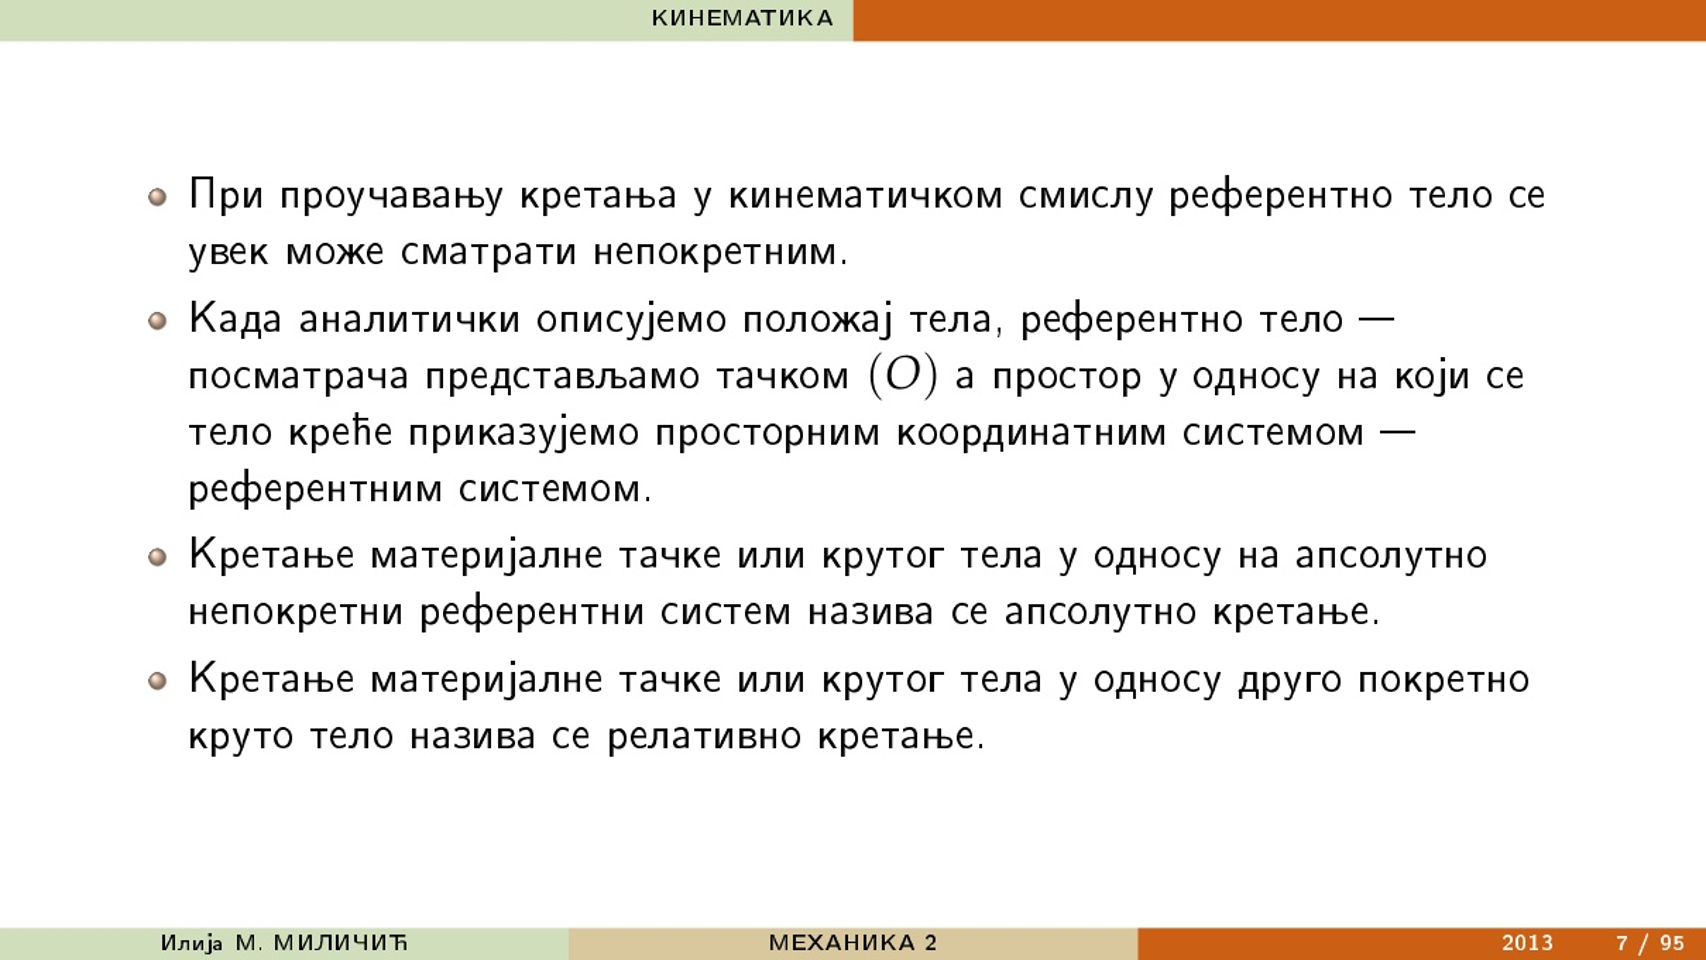 КИНЕМАТИКА
При проучавању кретања у кинематичком смислу референтно тело се
увек може сматрати непокретним.
Када аналитички описујемо положај тела, референтно тело —
посматрача представљамо тачком (O) а простор у односу на који се
тело креће приказујемо просторним координатним системом —
референтним системом.
Кретање материјалне тачке или крутог тела у односу на апсолутно
непокретни референтни систем назива се апсолутно кретање.
Кретање материјалне тачке или крутог тела у односу друго покретно
круто тело назива се релативно кретање.
Илија М. МИЛИЧИЋ МЕХАНИКА 2 2013 7 / 95